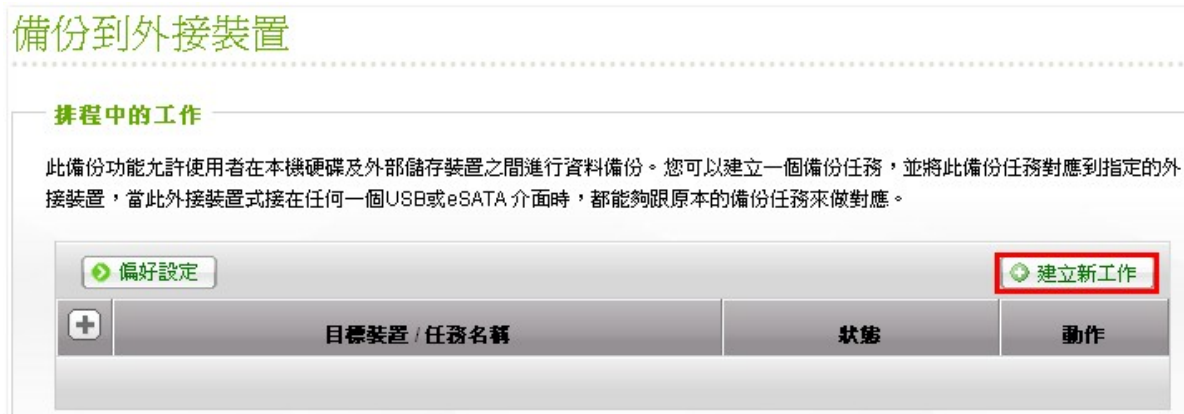 備份到外接裝置
排程中的工作
此備份功能允許使用者在本機硬碟及外部儲存裝置之間進行資料備份。您可以建立一個備份任務，並將此備份任務對應到指定的外
接裝置，當此外接裝置式接在任何一個USB或eSATA 介面時，都能夠跟原本的備份任務來做對應。
偏好設定
建立新工作
目標裝置 / 任務名稱 狀態 動作